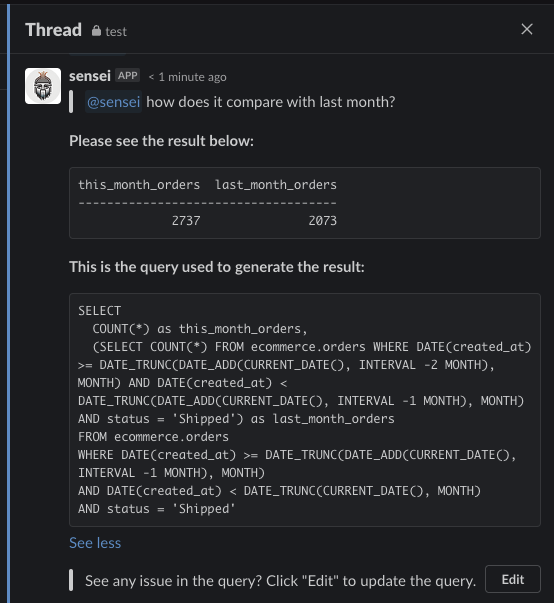 Thread test
sensei APP < 1 minute ago
@sensei how does it compare with last month?
Please see the result below:
this_month_orders last_month_orders
------------------------------------
2737 2073
This is the query used to generate the result:
SELECT
COUNT(*) as this_month_orders,
(SELECT COUNT(*) FROM ecommerce.orders WHERE DATE(created_at)
>= DATE_TRUNC(DATE_ADD(CURRENT_DATE(), INTERVAL -2 MONTH),
MONTH) AND DATE(created_at) <
DATE_TRUNC(DATE_ADD(CURRENT_DATE(), INTERVAL -1 MONTH), MONTH)
AND status = 'Shipped') as last_month_orders
FROM ecommerce.orders
WHERE DATE(created_at) >= DATE_TRUNC(DATE_ADD(CURRENT_DATE(),
INTERVAL -1 MONTH), MONTH)
AND DATE(created_at) < DATE_TRUNC(CURRENT_DATE(), MONTH)
AND status = 'Shipped'
See less
See any issue in the query? Click "Edit" to update the query. Edit